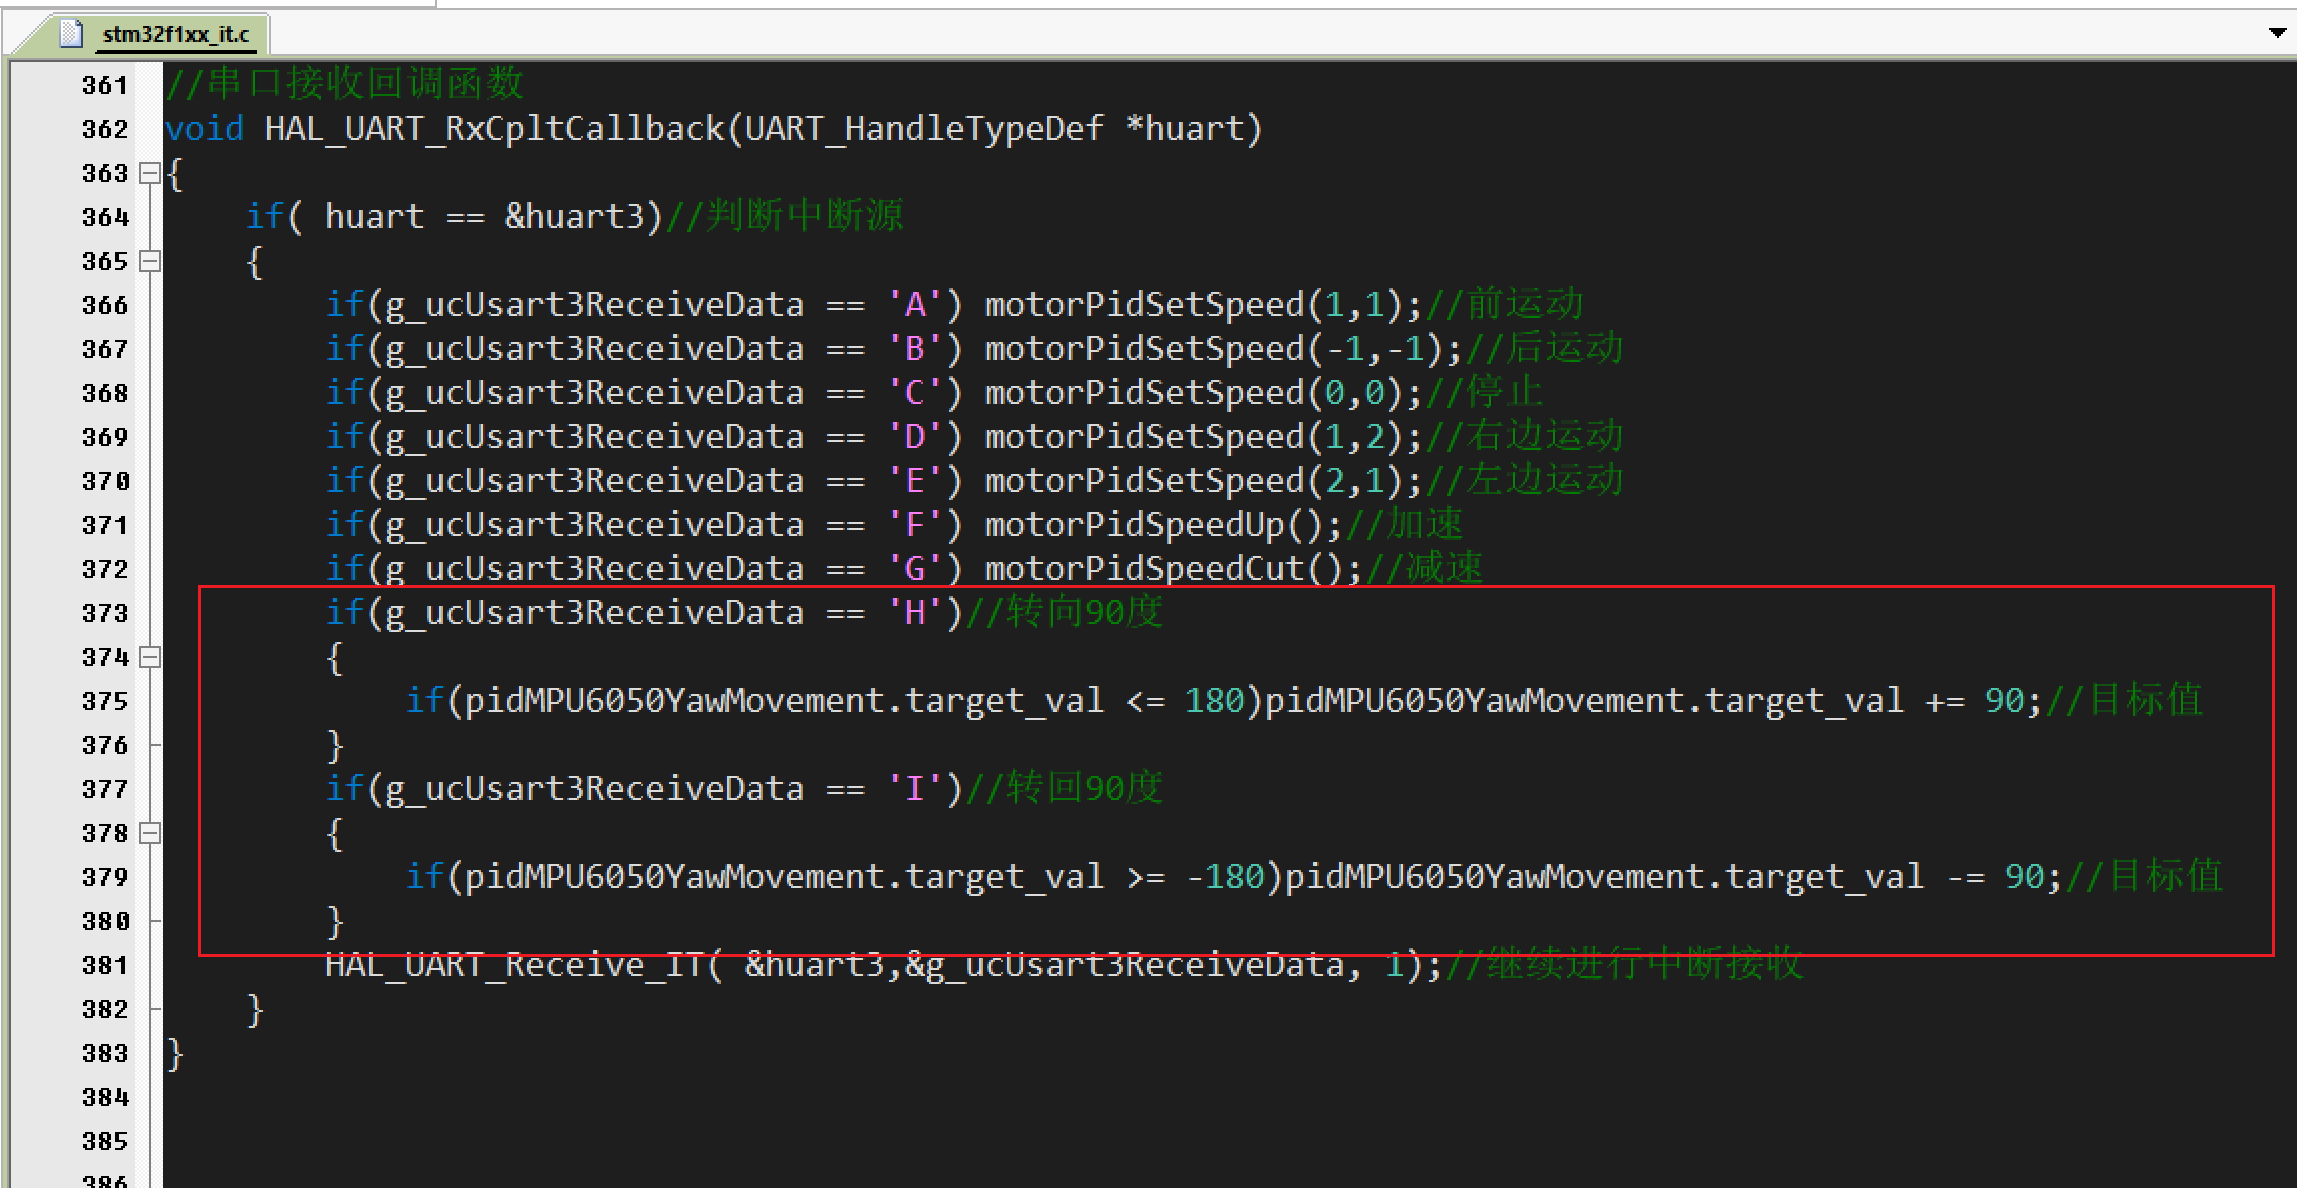 stm32f1xx_it.c
361 //串口接收回调函数
362 void HAL_UART_RxCpltCallback(UART_HandleTypeDef *huart)
363 {
364 if( huart == &huart3)//判断中断源
365 {
366 if(g_ucUsart3ReceiveData == 'A') motorPidSetSpeed(1,1);//前运动
367 if(g_ucUsart3ReceiveData == 'B') motorPidSetSpeed(-1,-1);//后运动
368 if(g_ucUsart3ReceiveData == 'C') motorPidSetSpeed(0,0);//停止
369 if(g_ucUsart3ReceiveData == 'D') motorPidSetSpeed(1,2);//右边运动
370 if(g_ucUsart3ReceiveData == 'E') motorPidSetSpeed(2,1);//左边运动
371 if(g_ucUsart3ReceiveData == 'F') motorPidSpeedUp();//加速
372 if(g_ucUsart3ReceiveData == 'G') motorPidSpeedCut();//减速
373 if(g_ucUsart3ReceiveData == 'H')//转向90度
374 {
375 if(pidMPU6050YawMovement.target_val <= 180)pidMPU6050YawMovement.target_val += 90;//目标值
376 }
377 if(g_ucUsart3ReceiveData == 'I')//转回90度
378 {
379 if(pidMPU6050YawMovement.target_val >= -180)pidMPU6050YawMovement.target_val -= 90;//目标值
380 }
381 HAL_UART_Receive_IT( &huart3,&g_ucUsart3ReceiveData, 1);//继续进行中断接收
382 }
383 }
384
385
386